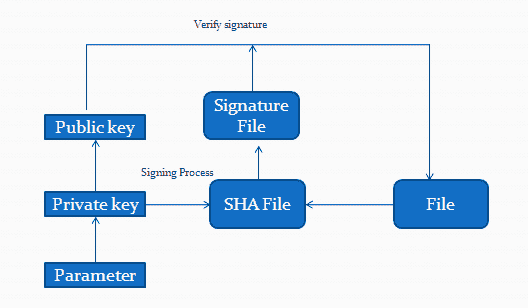 Verify signature
Signature
File
Public key
Signing Process
Private key
SHA File
File
Parameter